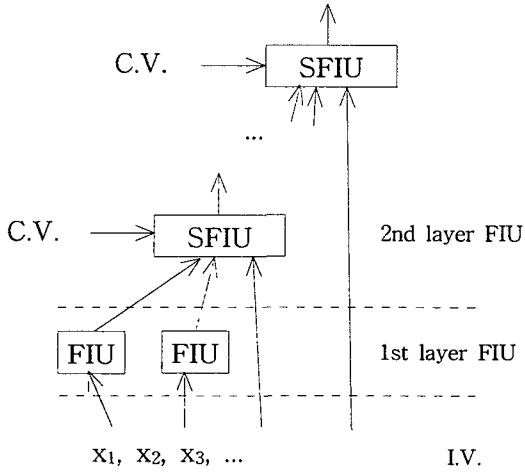 C.V.
SFIU
...
C.V.
SFIU
2nd layer FIU
FIU
FIU
1st layer FIU
X1, X2, X3, ...
I.V.